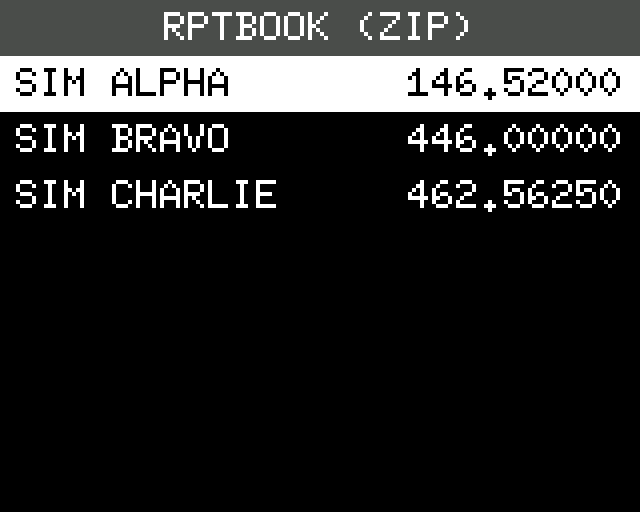 RPTBOOK (ZIP)
SIM ALPHA 146.52000
SIM BRAVO 446.00000
SIM CHARLIE 462.56250